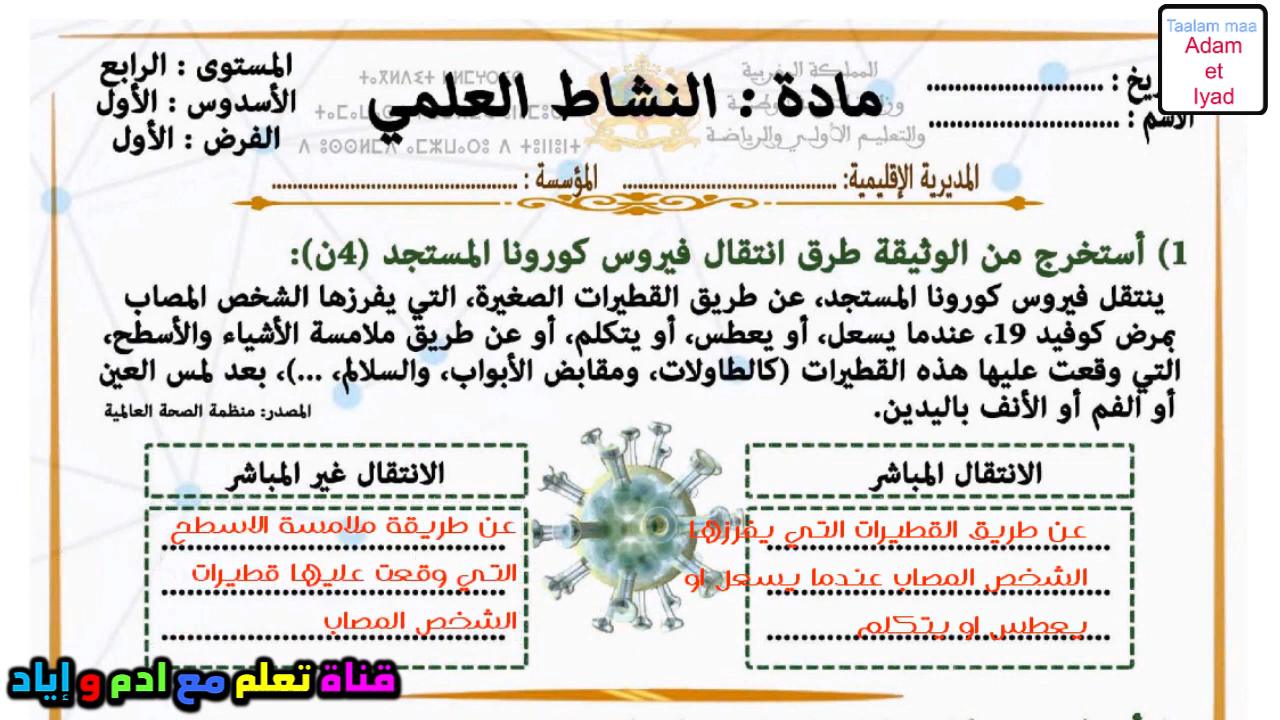 Taalam maa
Adam
et
Iyad
المملكة المغربية
والتعليم الأولي والرياضة
مادة : النشاط العلمي
المستوى : الرابع
الأسدوس : الأول
الفرض : الأول
ريخ : ............................
الاسم : ............................
المديرية الإقليمية: ............................ المؤسسة : ............................
1) أستخرج من الوثيقة طرق انتقال فيروس كورونا المستجد (4ن):
ينتقل فيروس كورونا المستجد، عن طريق القطيرات الصغيرة، التي يفرزها الشخص المصاب
بمرض كوفيد 19، عندما يسعل، أو يعطس، أو يتكلم، أو عن طريق ملامسة الأشياء والأسطح،
التي وقعت عليها هذه القطيرات (كالطاولات، ومقابض الأبواب، والسلالم، ...)، بعد لمس العين
أو الفم أو الأنف باليدين.
المصدر: منظمة الصحة العالمية
الانتقال المباشر
عن طريق القطيرات التي يفرزها
الشخص المصاب عندما يسعل او
يعطس او يتكلم
الانتقال غير المباشر
عن طريقة ملامسة الاسطح
التي وقعت عليها قطيرات
الشخص المصاب
قناة تعلم مع ادم و إياد